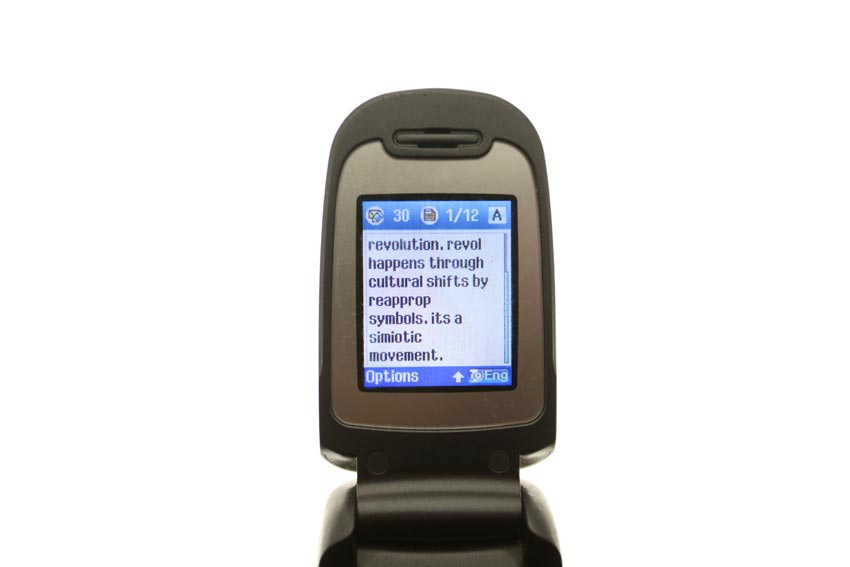 30 1/12 A
revolution. revol
happens through
cultural shifts by
reapprop
symbols. its a
simiotic
movement.
Options Eng